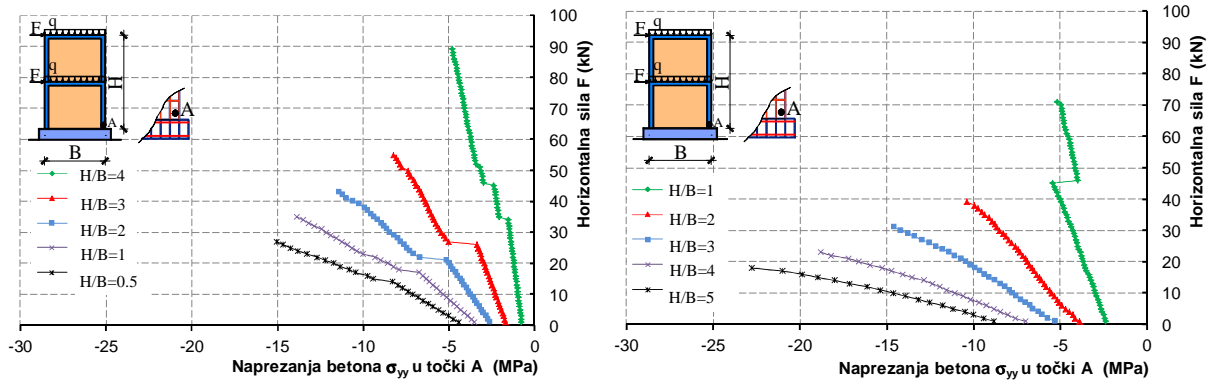 q
F
q
F
H
A
A
B
H/B=4
H/B=3
H/B=2
H/B=1
H/B=0.5
100
90
80
70
60
50
40
30
20
10
0
Horizontalna sila F (kN)
-30 -25 -20 -15 -10 -5 0
Naprezanja betona σyy u točki A (MPa)
q
F
q
F
H
A
A
B
H/B=1
H/B=2
H/B=3
H/B=4
H/B=5
100
90
80
70
60
50
40
30
20
10
0
Horizontalna sila F (kN)
-30 -25 -20 -15 -10 -5 0
Naprezanja betona σyy u točki A (MPa)